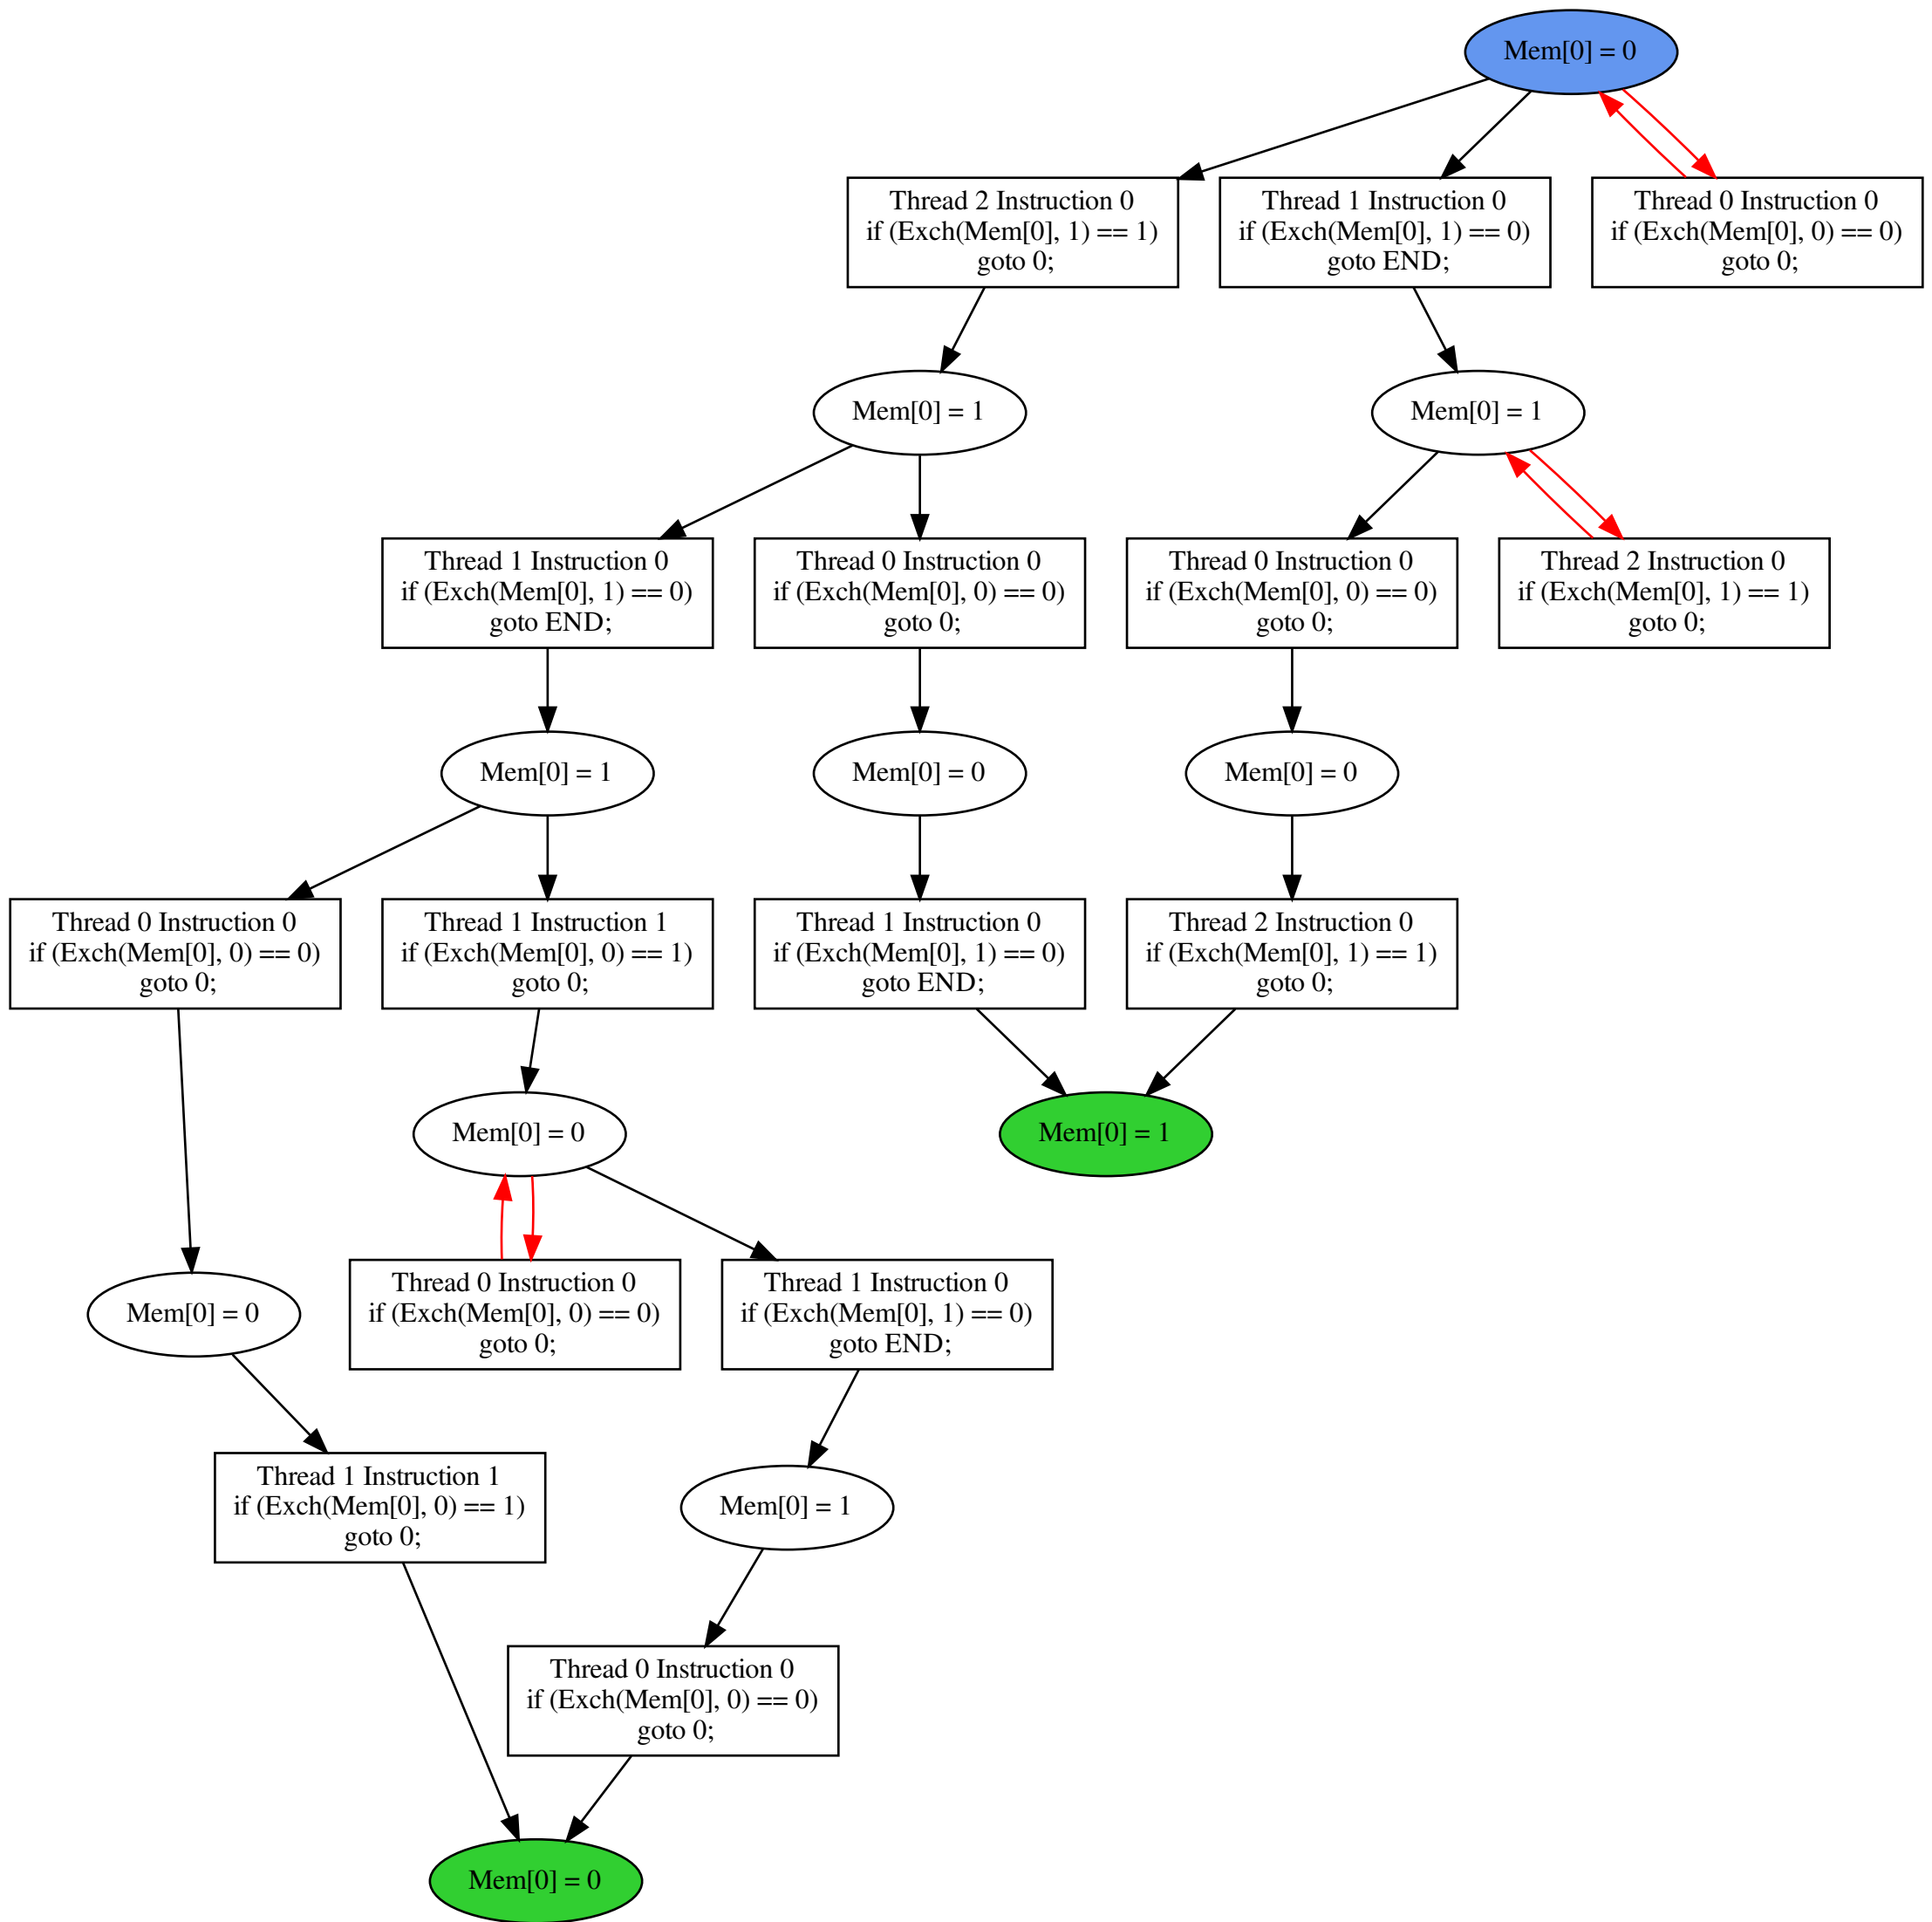 Mem[0] = 0
Thread 2 Instruction 0
if (Exch(Mem[0], 1) == 1)
goto 0;
Thread 1 Instruction 0
if (Exch(Mem[0], 1) == 0)
goto END;
Thread 0 Instruction 0
if (Exch(Mem[0], 0) == 0)
goto 0;
Mem[0] = 1
Mem[0] = 1
Thread 1 Instruction 0
if (Exch(Mem[0], 1) == 0)
goto END;
Thread 0 Instruction 0
if (Exch(Mem[0], 0) == 0)
goto 0;
Thread 0 Instruction 0
if (Exch(Mem[0], 0) == 0)
goto 0;
Thread 2 Instruction 0
if (Exch(Mem[0], 1) == 1)
goto 0;
Mem[0] = 1
Mem[0] = 0
Mem[0] = 0
Thread 0 Instruction 0
if (Exch(Mem[0], 0) == 0)
goto 0;
Thread 1 Instruction 1
if (Exch(Mem[0], 0) == 1)
goto 0;
Thread 1 Instruction 0
if (Exch(Mem[0], 1) == 0)
goto END;
Thread 2 Instruction 0
if (Exch(Mem[0], 1) == 1)
goto 0;
Mem[0] = 0
Mem[0] = 1
Mem[0] = 0
Thread 0 Instruction 0
if (Exch(Mem[0], 0) == 0)
goto 0;
Thread 1 Instruction 0
if (Exch(Mem[0], 1) == 0)
goto END;
Thread 1 Instruction 1
if (Exch(Mem[0], 0) == 1)
goto 0;
Mem[0] = 1
Thread 0 Instruction 0
if (Exch(Mem[0], 0) == 0)
goto 0;
Mem[0] = 0